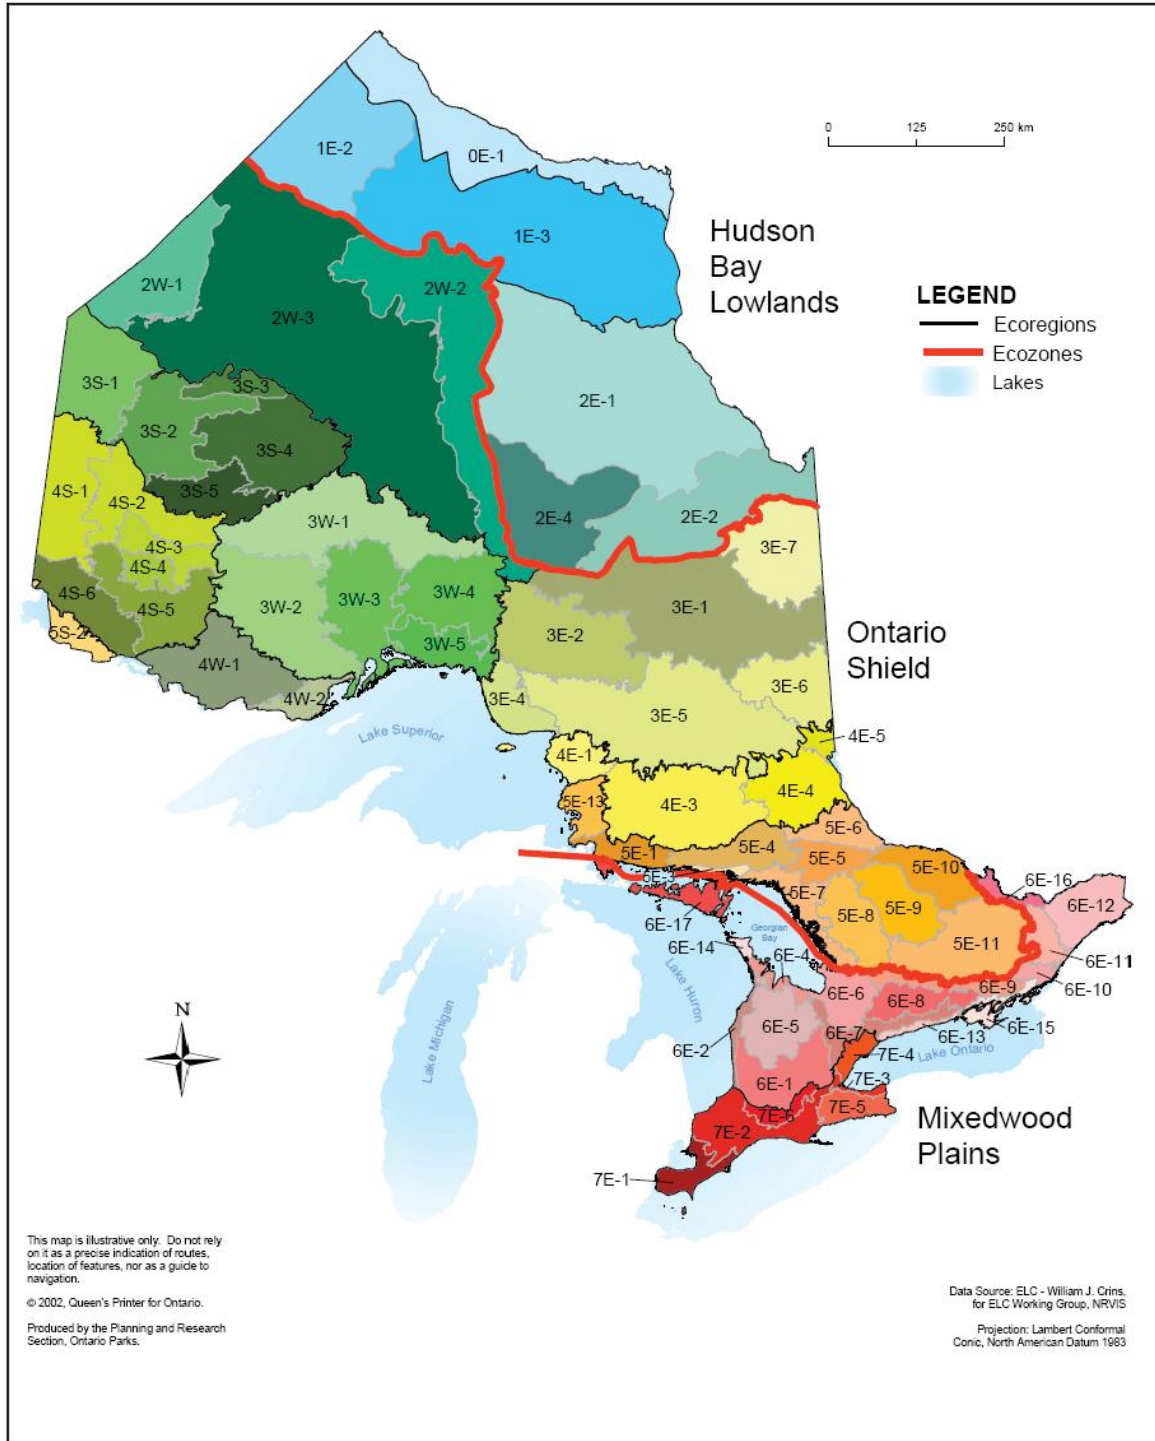 0
125
250 km
1E-2
0E-1
1E-3
Hudson
Bay
Lowlands
2W-1
2W-2
2W-3
LEGEND
Ecoregions
Ecozones
Lakes
3S-1
3S-3
3S-2
3S-4
3S-5
2E-1
4S-1
4S-2
4S-3
4S-4
4S-6
4S-5
5S-2
3W-1
2E-4
2E-2
3E-7
3W-2
3W-3
3W-4
3W-5
3E-1
3E-2
Ontario
Shield
4W-1
4W-2
3E-4
3E-5
3E-6
Lake Superior
4E-5
4E-1
4E-3
4E-4
5E-13
5E-6
5E-1
5E-4
5E-5
5E-10
5E-3
5E-7
5E-8
5E-9
6E-16
6E-12
6E-17
5E-11
Georgian
Bay
6E-14
6E-4
6E-11
6E-10
Lake Huron
6E-6
6E-8
6E-9
N
Lake Michigan
6E-5
6E-2
6E-7
6E-13
6E-15
7E-4
Lake Ontario
6E-1
7E-3
7E-6
7E-5
7E-2
Mixedwood
Plains
7E-1
This map is illustrative only. Do not rely
on it as a precise indication of routes,
location of features, nor as a guide to
navigation.
© 2002, Queen's Printer for Ontario.
Produced by the Planning and Research
Section, Ontario Parks.
Data Source: ELC - William J. Crins,
for ELC Working Group, NRVIS
Projection: Lambert Conformal
Conic, North American Datum 1983